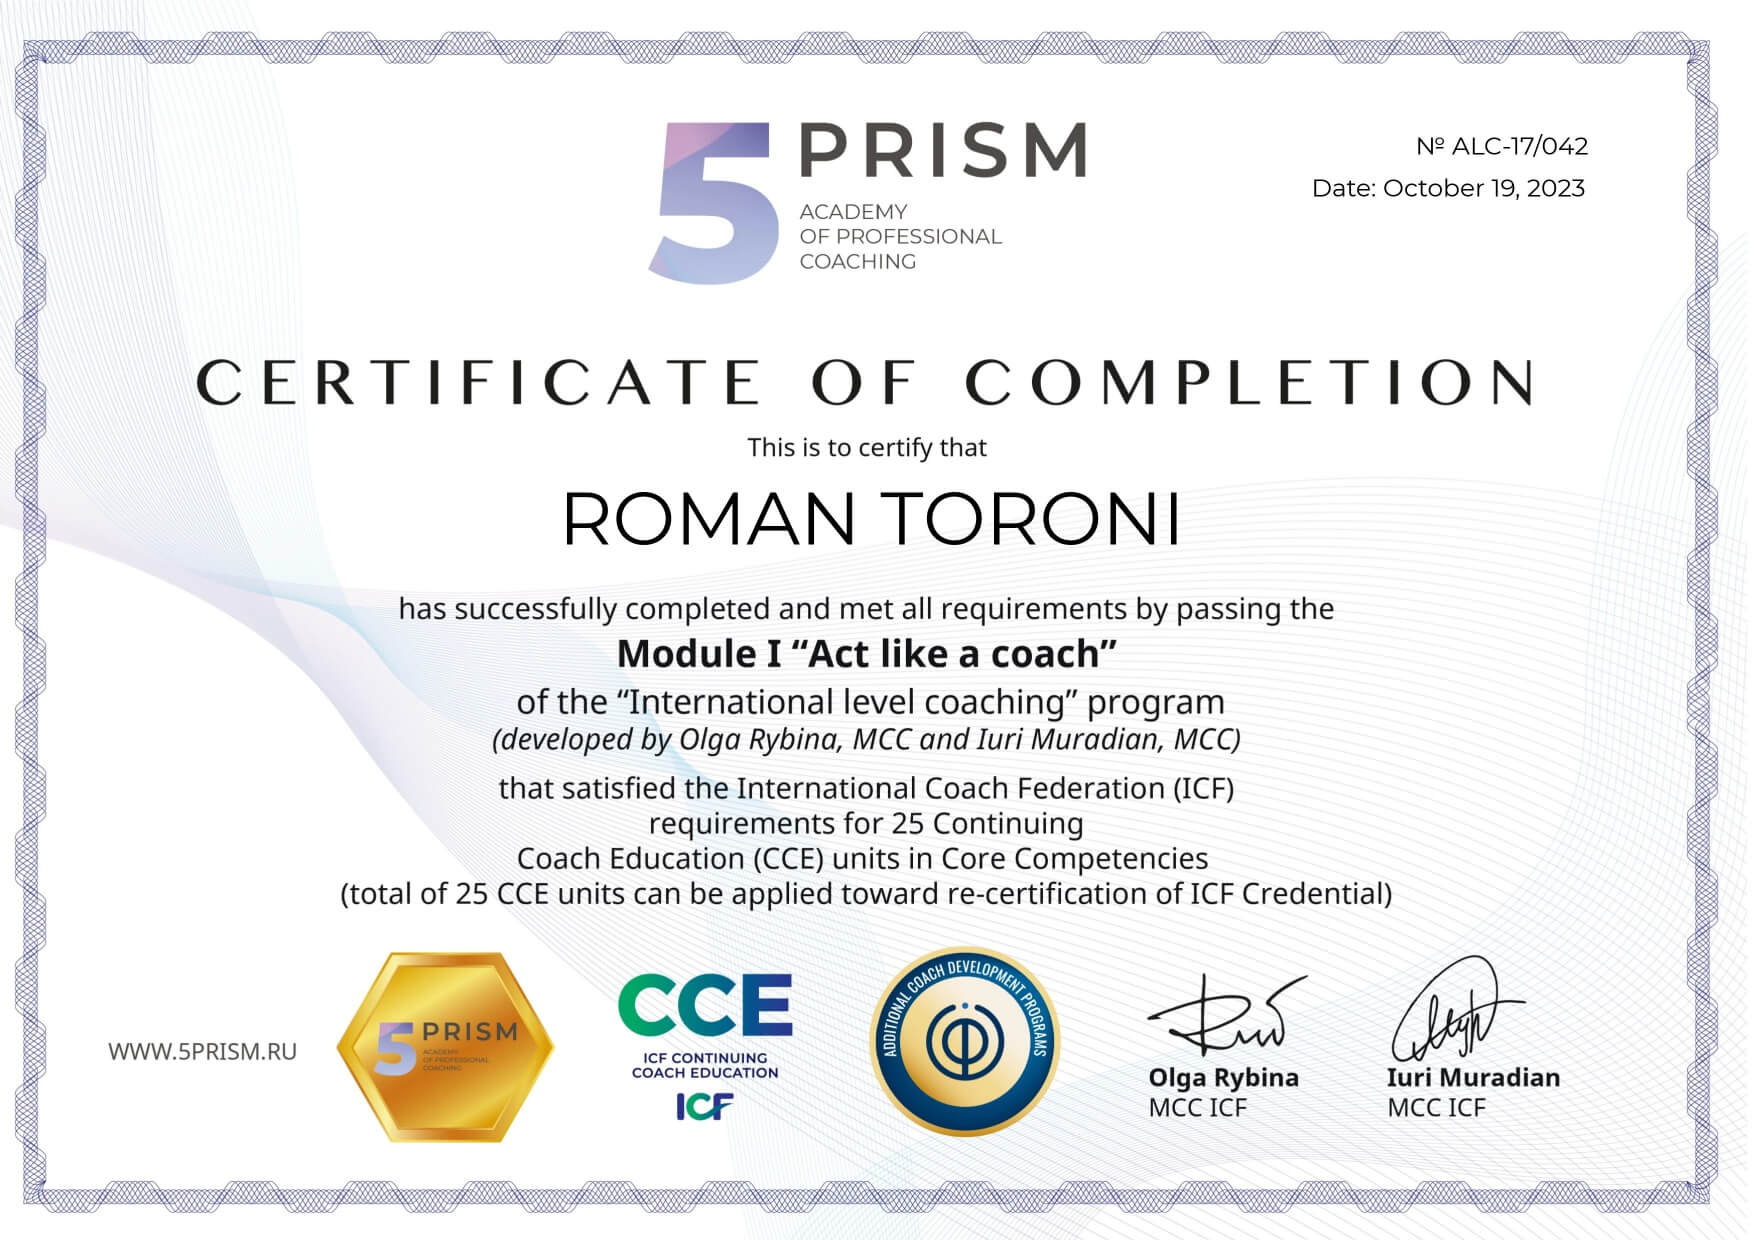 5 PRISM
ACADEMY
OF PROFESSIONAL
COACHING
№ ALC-17/042
Date: October 19, 2023
CERTIFICATE OF COMPLETION
This is to certify that
ROMAN TORONI
has successfully completed and met all requirements by passing the
Module I “Act like a coach”
of the “International level coaching” program
(developed by Olga Rybina, MCC and Iuri Muradian, MCC)
that satisfied the International Coach Federation (ICF)
requirements for 25 Continuing
Coach Education (CCE) units in Core Competencies
(total of 25 CCE units can be applied toward re-certification of ICF Credential)
WWW.5PRISM.RU
5 PRISM
ACADEMY
OF PROFESSIONAL
COACHING
CCE
ICF CONTINUING
COACH EDUCATION
ICF
ADDITIONAL COACH DEVELOPMENT PROGRAMS
Olga Rybina
MCC ICF
Iuri Muradian
MCC ICF